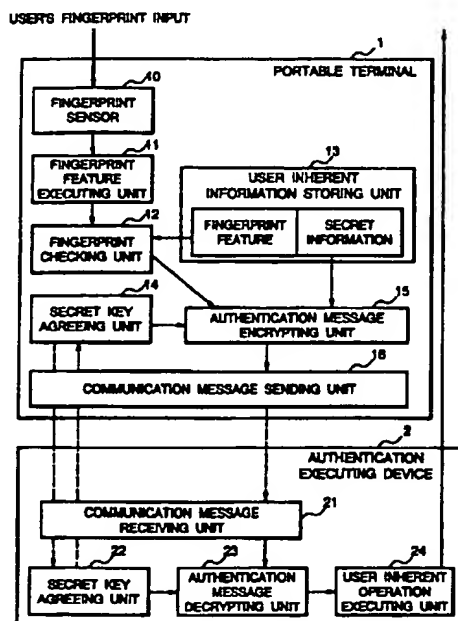 USER'S FINGERPRINT INPUT
1
PORTABLE TERMINAL
10
FINGERPRINT
SENSOR
11
FINGERPRINT
FEATURE
EXECUTING UNIT
13
USER INHERENT
INFORMATION STORING UNIT
FINGERPRINT
FEATURE
SECRET
INFORMATION
12
FINGERPRINT
CHECKING UNIT
14
SECRET KEY
AGREEING UNIT
15
AUTHENTICATION MESSAGE
ENCRYPTING UNIT
16
COMMUNICATION MESSAGE SENDING UNIT
2
AUTHENTICATION
EXECUTING DEVICE
21
COMMUNICATION MESSAGE
RECEIVING UNIT
22
SECRET KEY
AGREEING UNIT
23
AUTHENTICATION
MESSAGE
DECRYPTING UNIT
24
USER INHERENT
OPERATION
EXECUTING UNIT